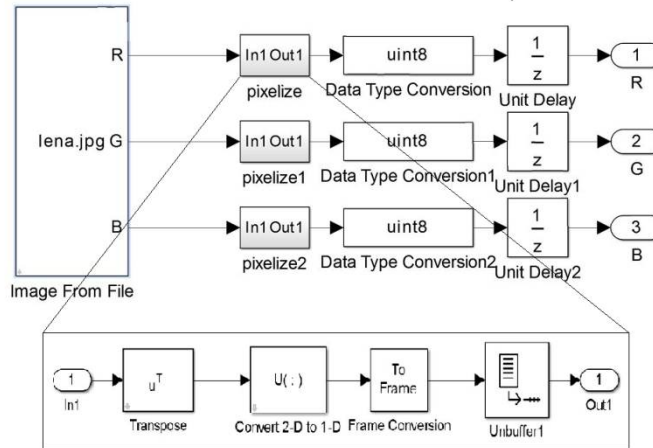 R
In1 Out1
uint8
1
z
1
pixelize
Data Type Conversion
Unit Delay
R
lena.jpg
G
In1 Out1
uint8
1
z
2
pixelize1
Data Type Conversion1
Unit Delay1
G
B
In1 Out1
uint8
1
z
3
pixelize2
Data Type Conversion2
Unit Delay2
B
Image From File
1
In1
u^T
Transpose
U( : )
Convert 2-D to 1-D
To
Frame
Frame Conversion
Unbuffer1
1
Out1